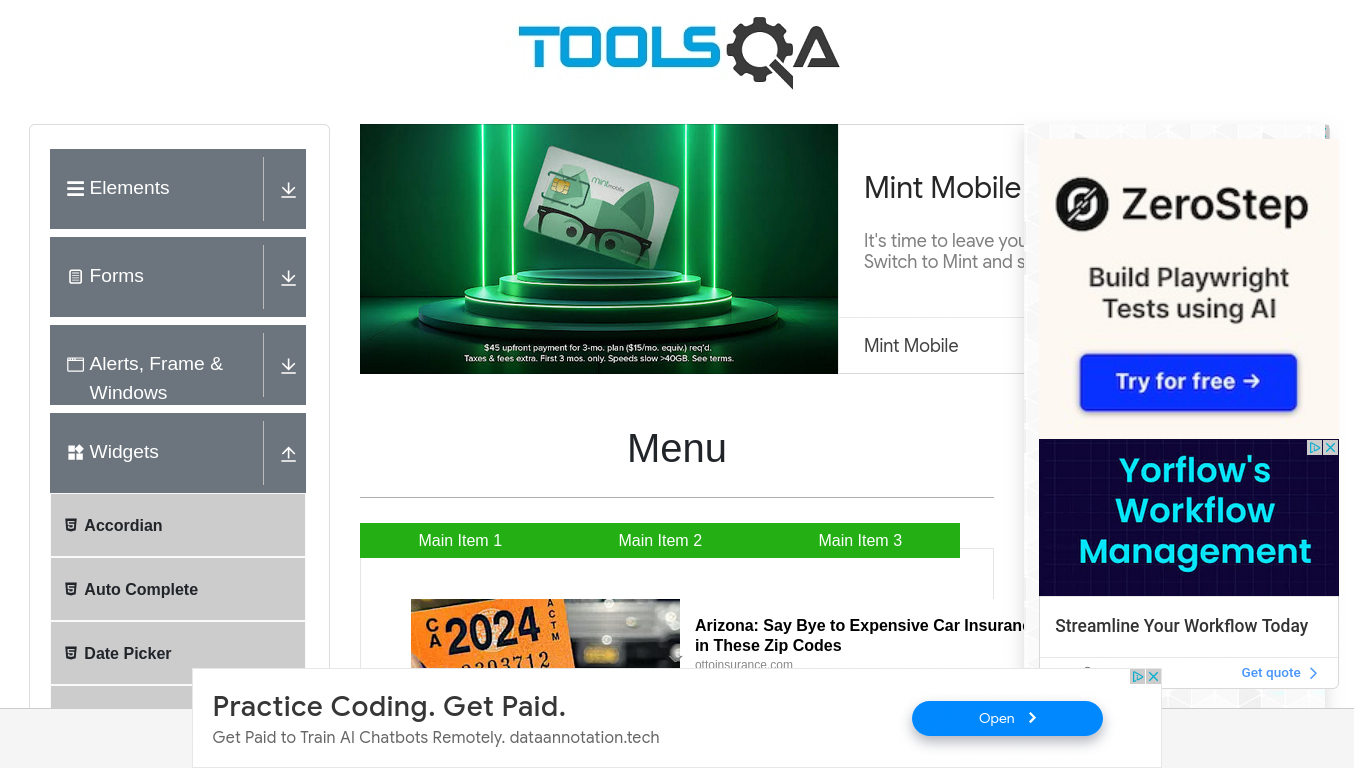 TOOLSQA
Elements
Forms
Alerts, Frame &
Windows
Widgets
Accordian
Auto Complete
Date Picker
mintmobile
$45 upfront payment for 3-mo. plan ($15/mo. equiv.) req'd.
Taxes & fees extra. First 3 mos. only. Speeds slow >40GB. See terms.
Mint Mobile
It's time to leave you
Switch to Mint and s
Mint Mobile
Menu
Main Item 1
Main Item 2
Main Item 3
CA 2024 ACTM
0303712
Arizona: Say Bye to Expensive Car Insuranc
in These Zip Codes
ottoinsurance.com
ZeroStep
Build Playwright
Tests using AI
Try for free →
Yorflow's
Workflow
Management
Streamline Your Workflow Today
Get quote
Practice Coding. Get Paid.
Get Paid to Train AI Chatbots Remotely. dataannotation.tech
Open